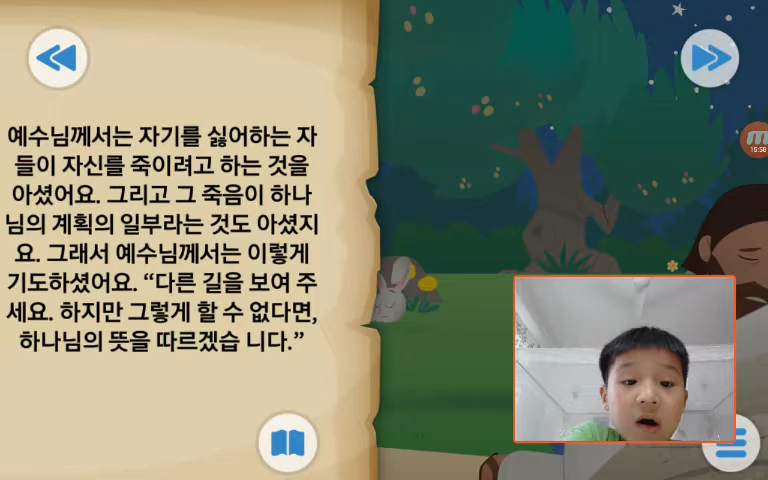 예수님께서는 자기를 싫어하는 자
들이 자신를 죽이려고 하는 것을
아셨어요. 그리고 그 죽음이 하나
님의 계획의 일부라는 것도 아셨지
요. 그래서 예수님께서는 이렇게
기도하셨어요. “다른 길을 보여 주
세요. 하지만 그렇게 할 수 없다면,
하나님의 뜻을 따르겠습 니다.”
15:58